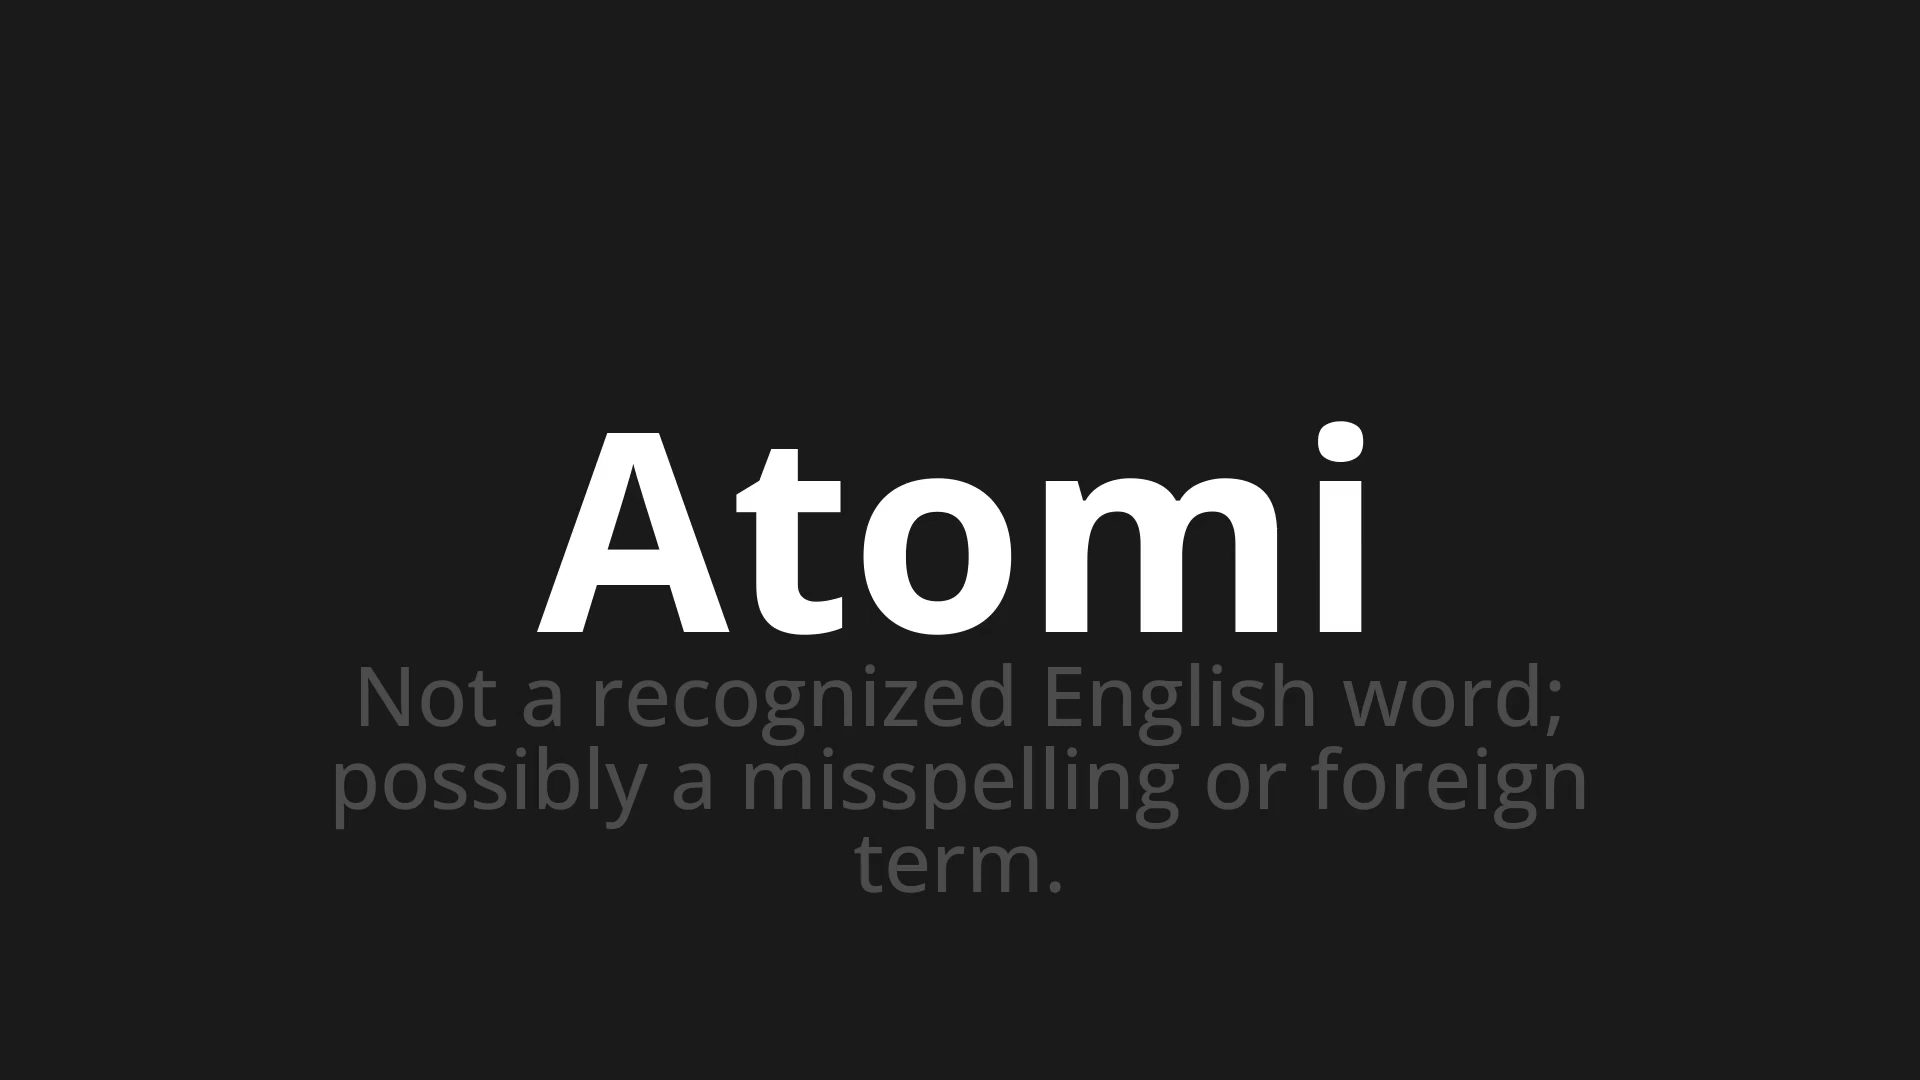 Atomi
Not a recognized English word;
possibly a misspelling or foreign
term.